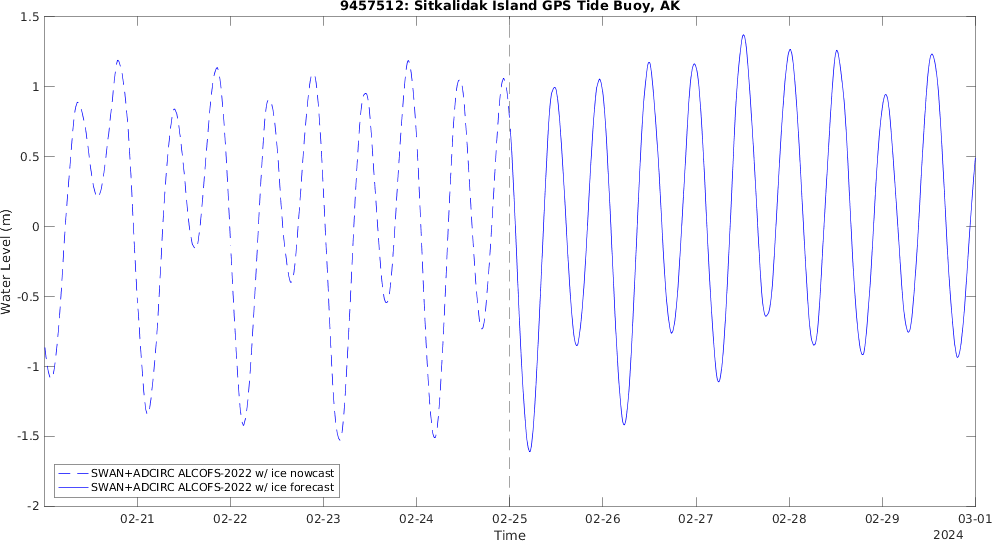 9457512: Sitkalidak Island GPS Tide Buoy, AK
Water Level (m)
1.5
1
0.5
0
-0.5
-1
-1.5
-2
SWAN+ADCIRC ALCOFS-2022 w/ ice nowcast
SWAN+ADCIRC ALCOFS-2022 w/ ice forecast
02-21 02-22 02-23 02-24 02-25 02-26 02-27 02-28 02-29 03-01
Time
2024